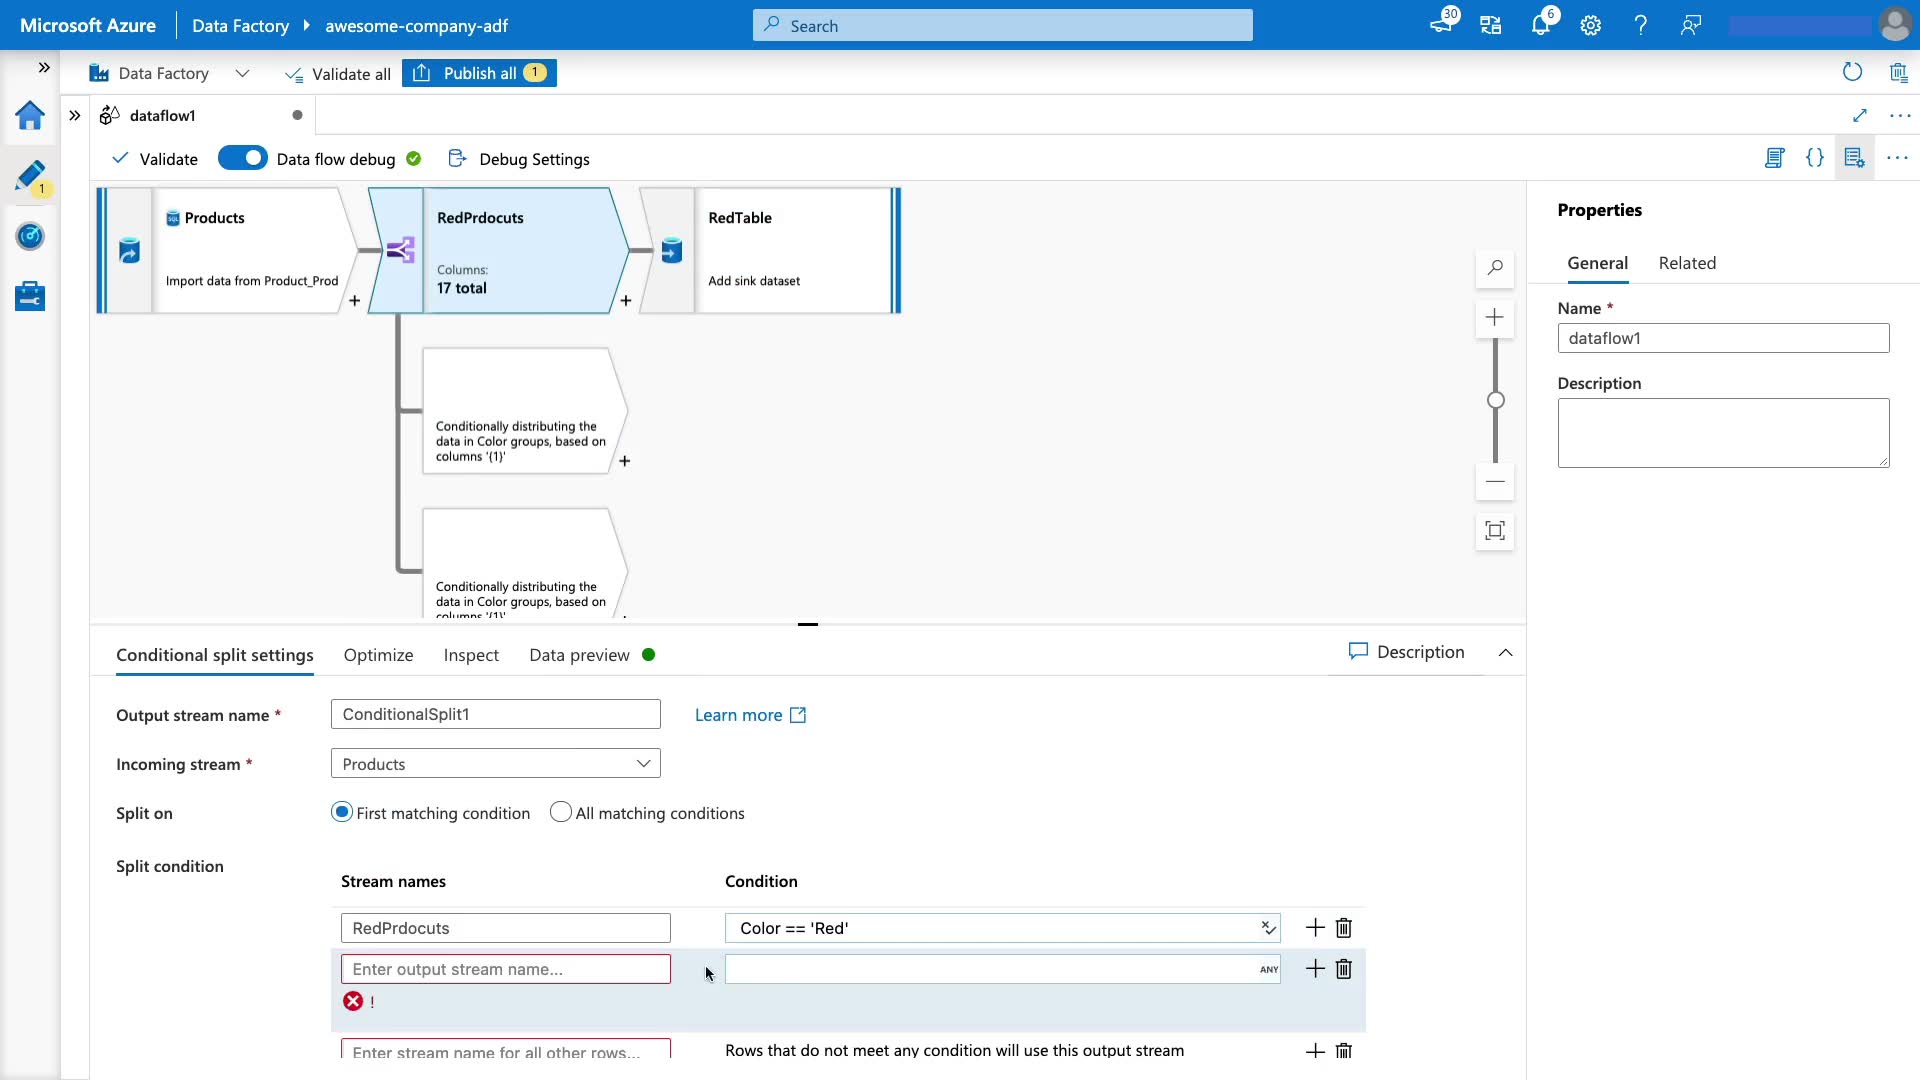 Microsoft Azure
Data Factory
awesome-company-adf
Search
30
6
Data Factory
Validate all
Publish all
1
dataflow1
1
Validate
Data flow debug
Debug Settings
Products
Import data from Product_Prod
+
RedPrdocuts
Columns:
17 total
+
RedTable
Add sink dataset
Conditionally distributing the
data in Color groups, based on
columns '(1)'
+
Conditionally distributing the
data in Color groups, based on
columns '(1)'
Properties
General
Related
Name *
dataflow1
Description
Conditional split settings
Optimize
Inspect
Data preview
Description
Output stream name *
ConditionalSplit1
Learn more
Incoming stream *
Products
Split on
First matching condition
All matching conditions
Split condition
Stream names
Condition
RedPrdocuts
Color == 'Red'
Enter output stream name...
ANY
!
Enter stream name for all other rows...
Rows that do not meet any condition will use this output stream